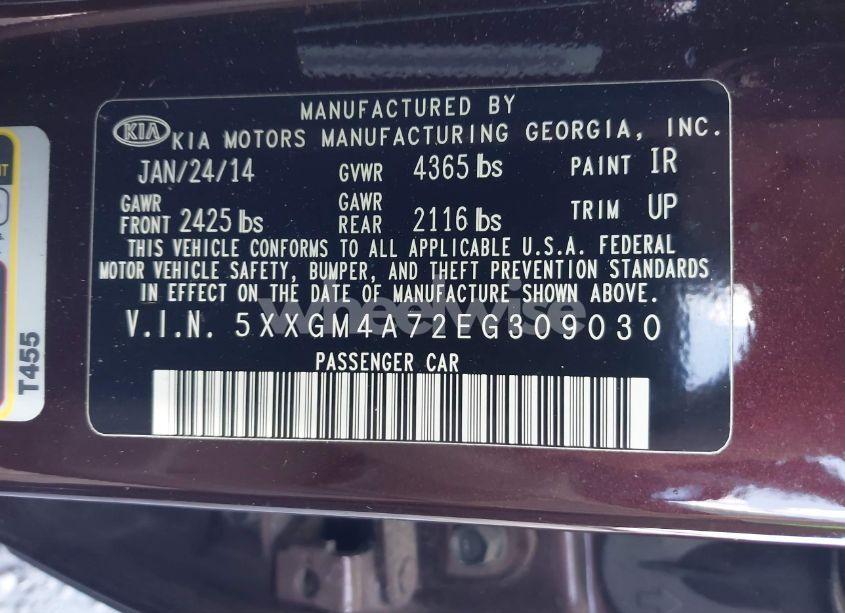 MANUFACTURED BY
KIA KIA MOTORS MANUFACTURING GEORGIA, INC.
JAN/24/14 GVWR 4365 lbs PAINT IR
GAWR FRONT 2425 lbs GAWR REAR 2116 lbs TRIM UP
THIS VEHICLE CONFORMS TO ALL APPLICABLE U.S.A. FEDERAL
MOTOR VEHICLE SAFETY, BUMPER, AND THEFT PREVENTION STANDARDS
IN EFFECT ON THE DATE OF MANUFACTURE SHOWN ABOVE.
wheelwise
V.I.N. 5XXGM4A72EG309030
PASSENGER CAR
T455